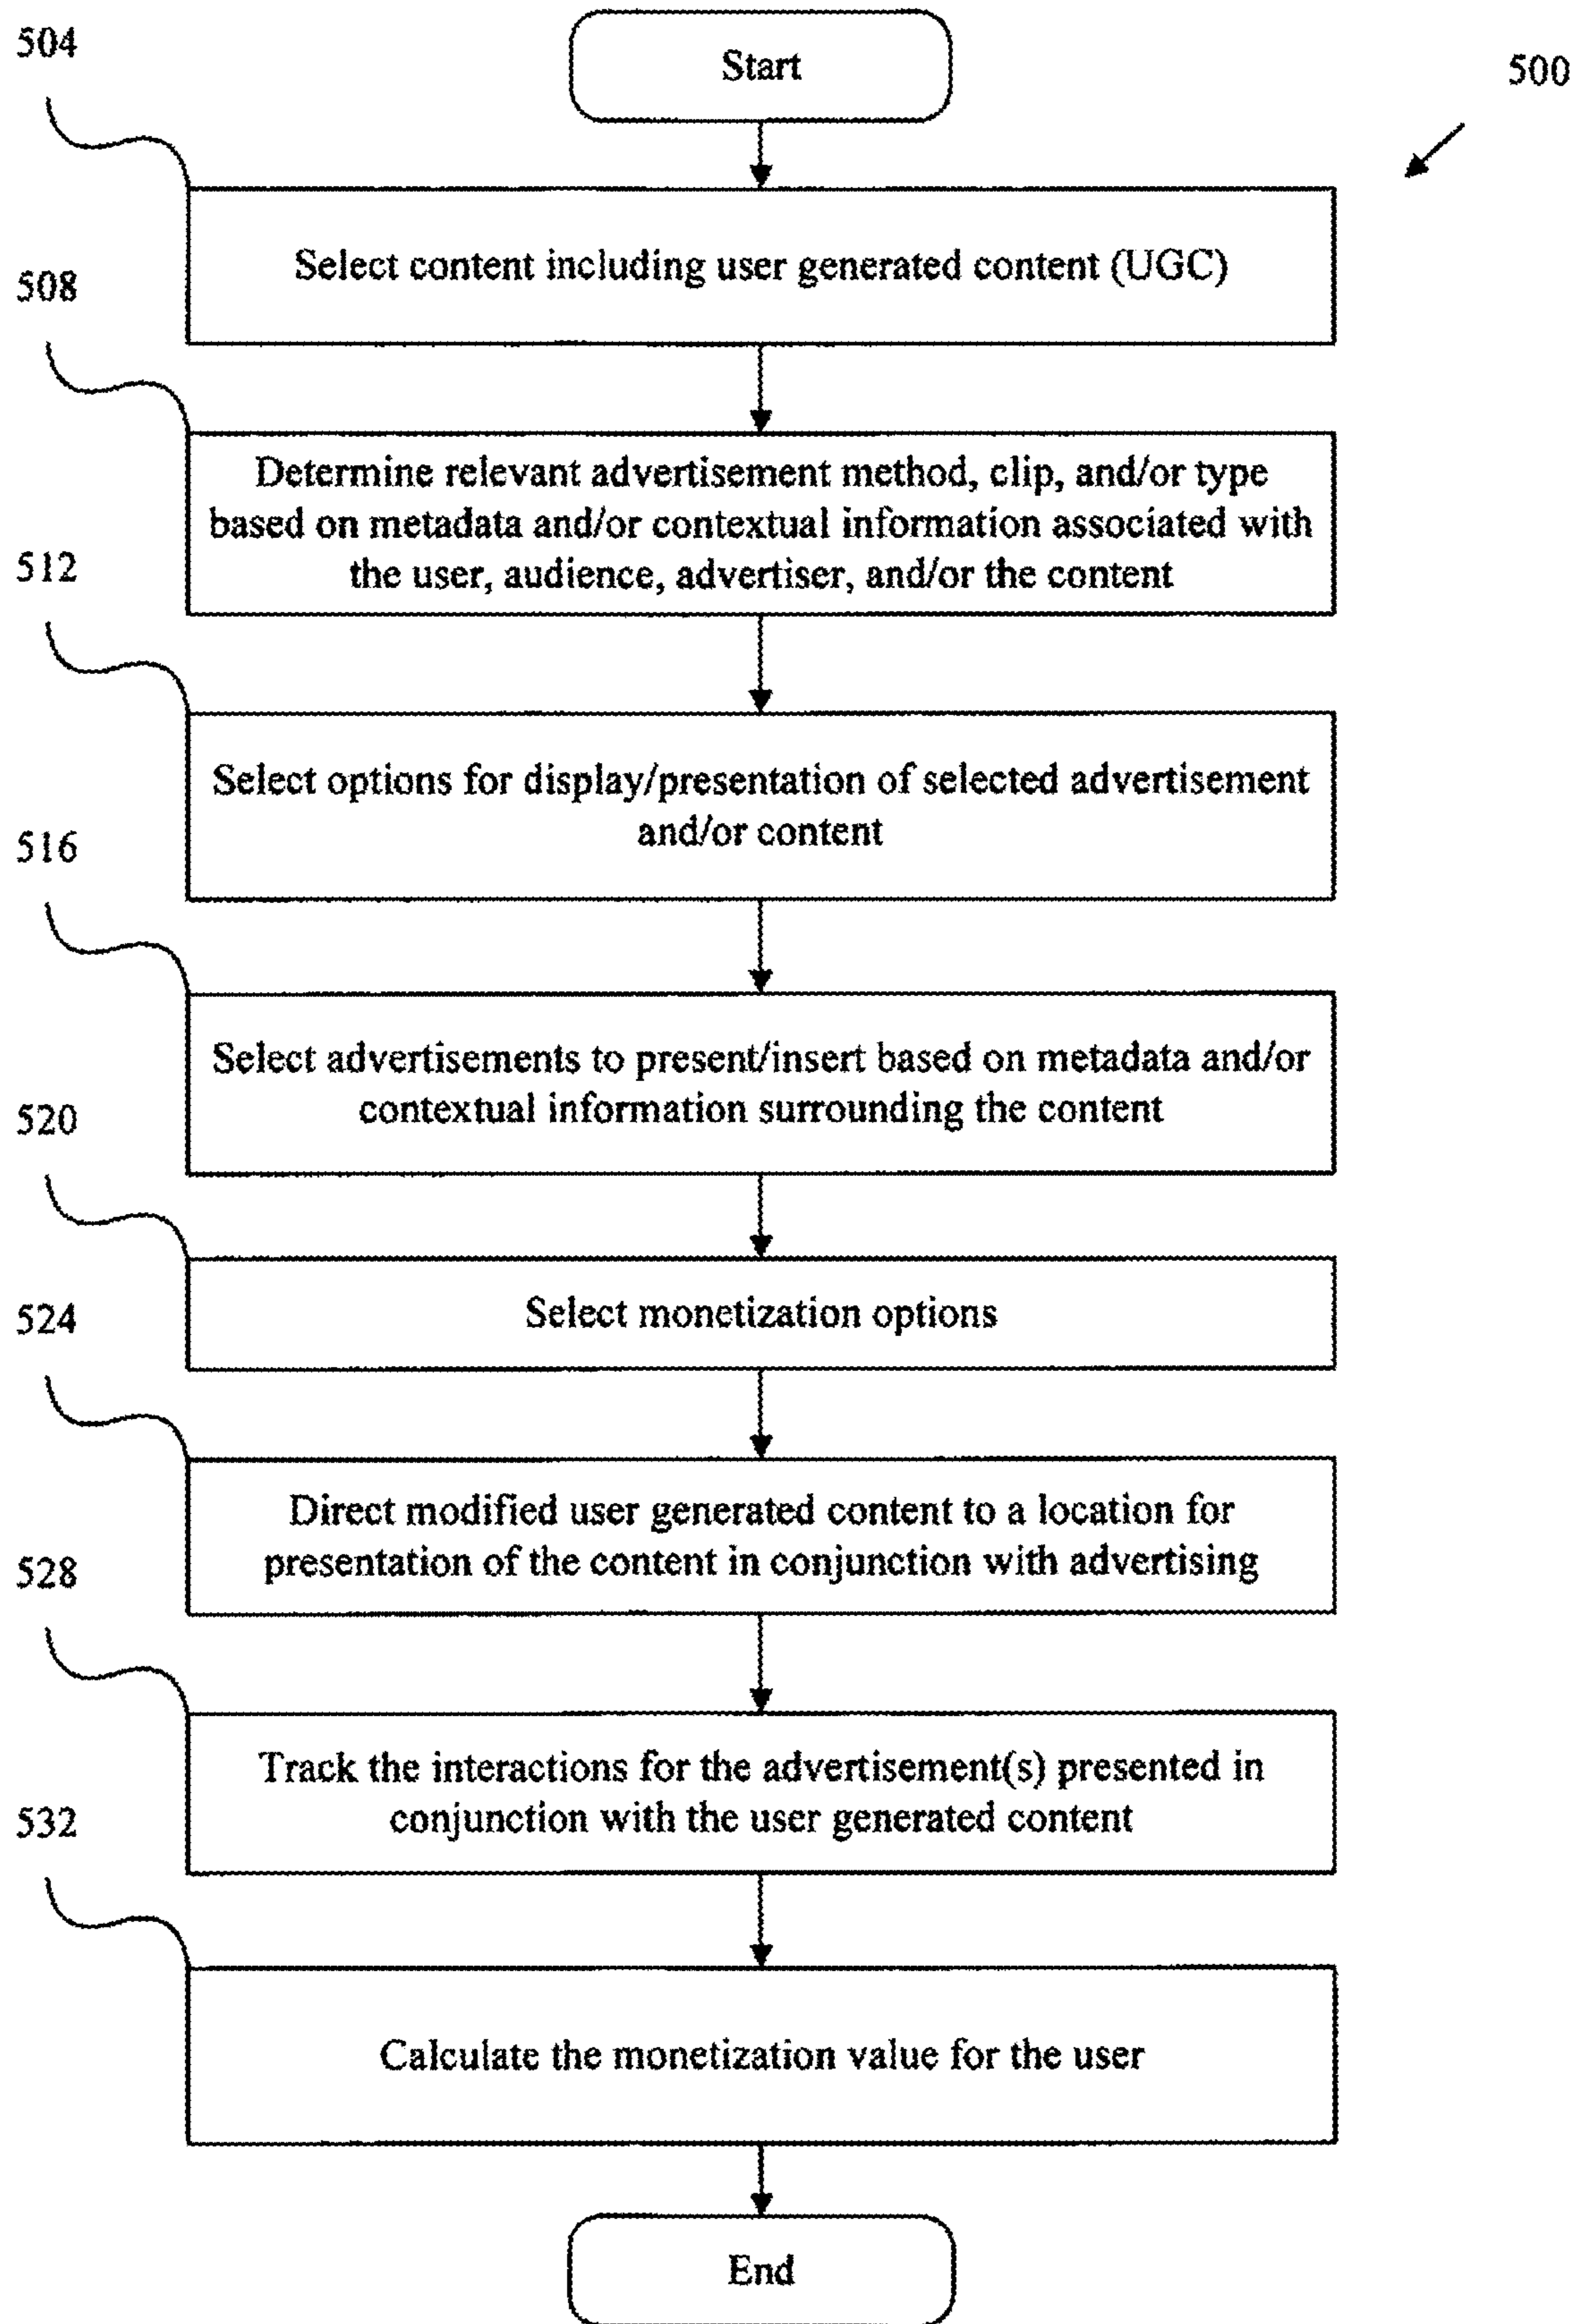 504
Start
500
Select content including user generated content (UGC)
508
Determine relevant advertisement method, clip, and/or type
based on metadata and/or contextual information associated with
the user, audience, advertiser, and/or the content
512
Select options for display/presentation of selected advertisement
and/or content
516
Select advertisements to present/insert based on metadata and/or
contextual information surrounding the content
520
Select monetization options
524
Direct modified user generated content to a location for
presentation of the content in conjunction with advertising
528
Track the interactions for the advertisement(s) presented in
conjunction with the user generated content
532
Calculate the monetization value for the user
End